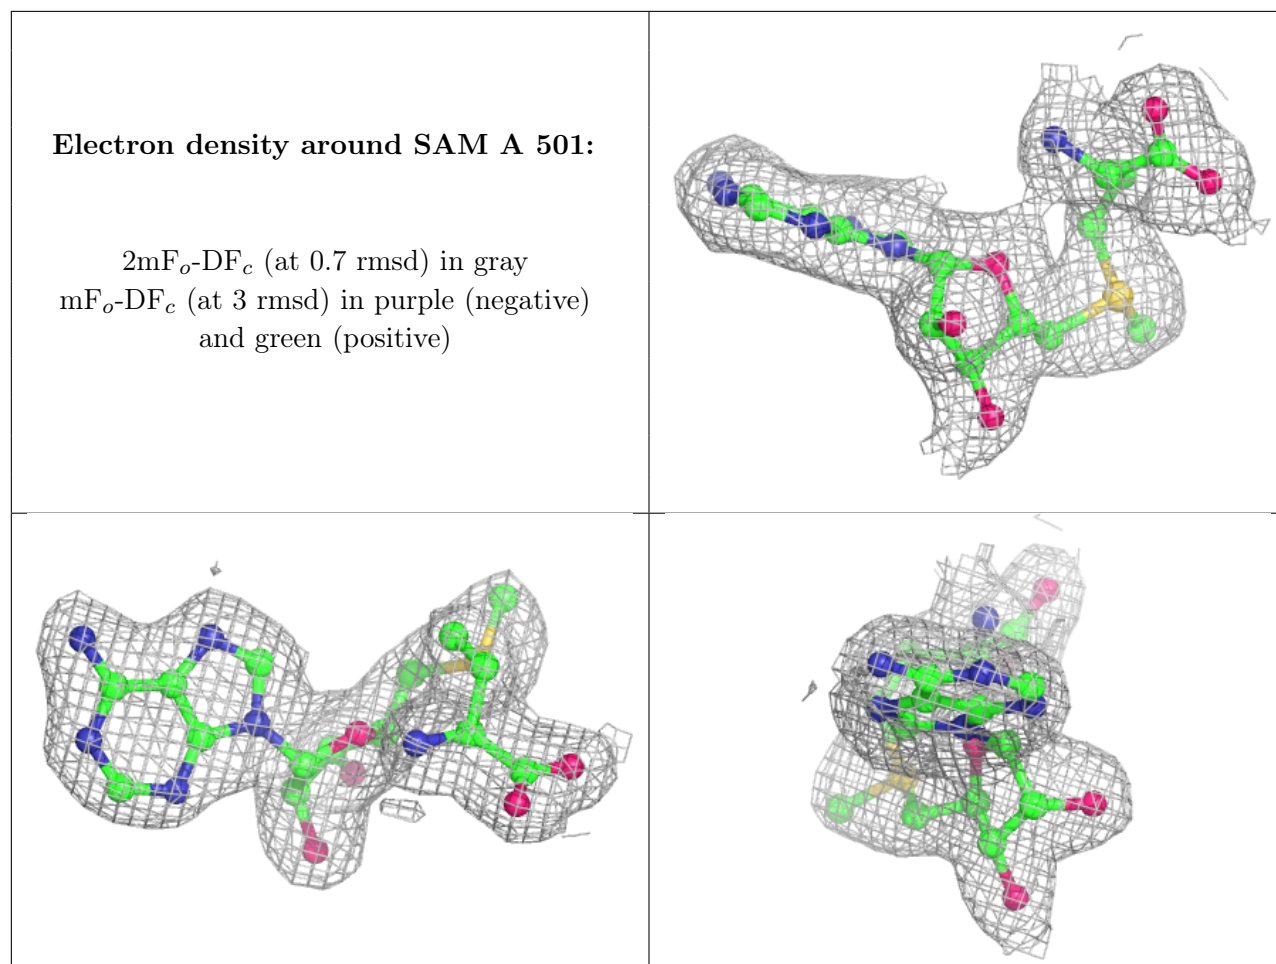 Electron density around SAM A 501:
2mFo-DFc (at 0.7 rmsd) in gray
mFo-DFc (at 3 rmsd) in purple (negative)
and green (positive)